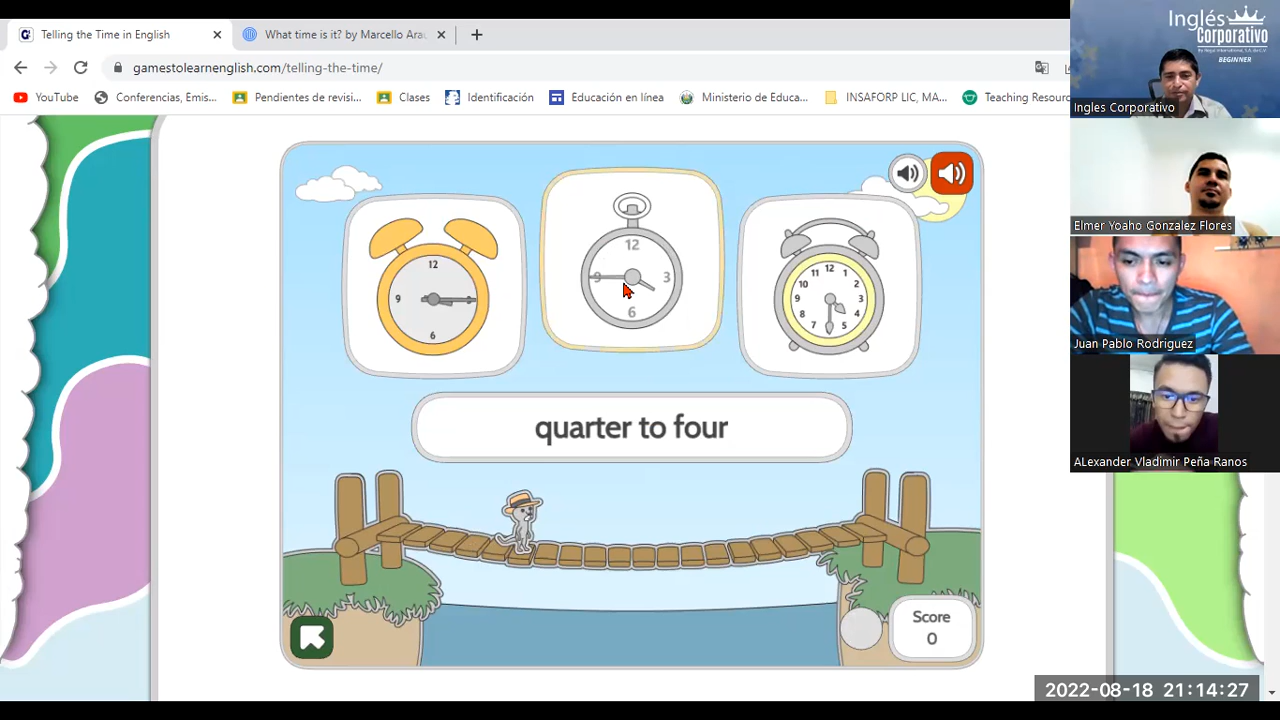 Telling the Time in English
What time is it? by Marcello Arau
gamestolearnenglish.com/telling-the-time/
YouTube
Conferencias, Emis...
Pendientes de revisi...
Clases
Identificación
Educación en línea
Ministerio de Educa...
INSAFORP LIC, MA...
Teaching Resourc
Inglés
Corporativo
BEGINNER
Ingles Corporativo
Elmer Yoaho Gonzalez Flores
Juan Pablo Rodriguez
ALexander Vladimir Peña Ranos
12
9
3
6
12
9
3
6
12
1
2
3
4
5
6
7
8
9
10
11
quarter to four
Score
0
2022-08-18 21:14:27